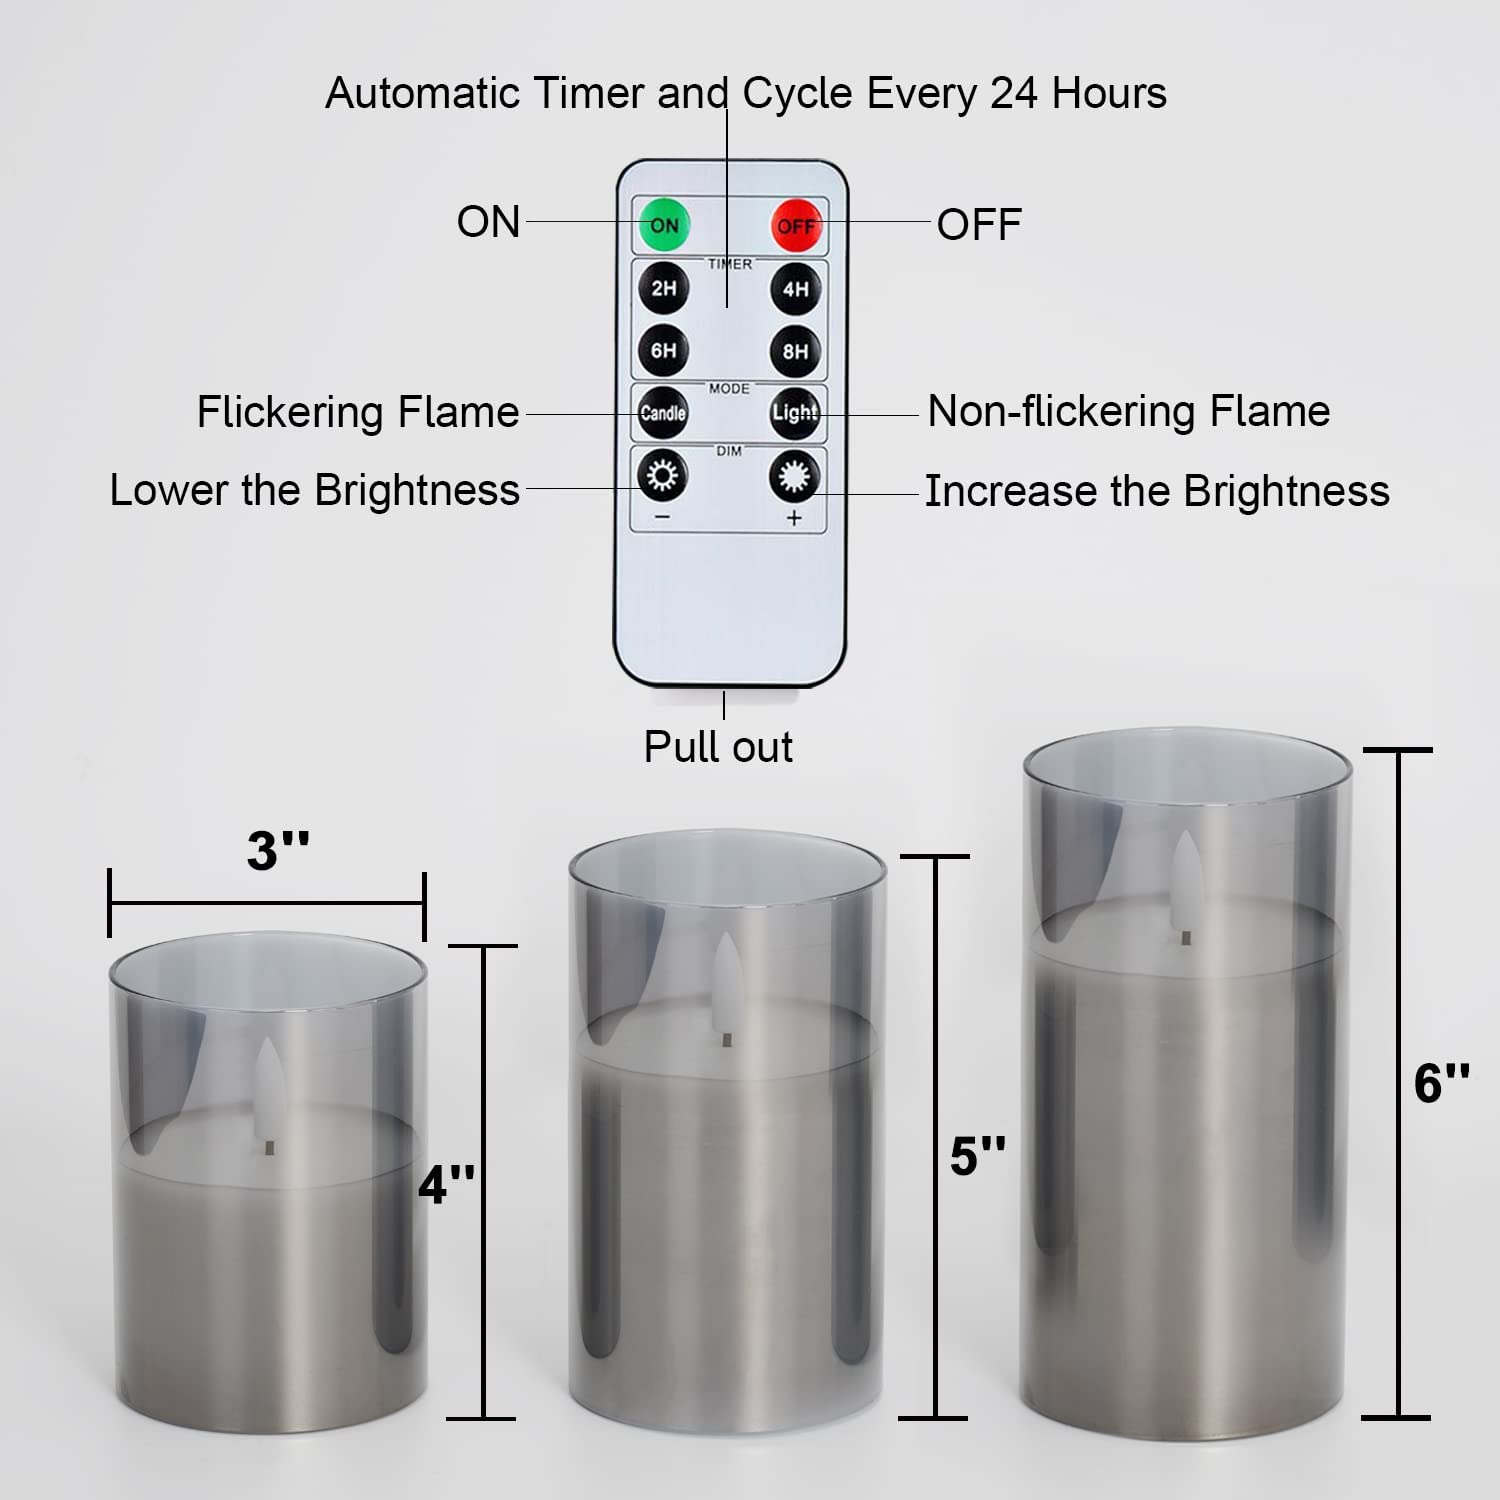 Automatic Timer and Cycle Every 24 Hours
ON
ON
OFF
OFF
TIMER
2H
4H
6H
8H
MODE
Flickering Flame
Candle
Light
Non-flickering Flame
DIM
Lower the Brightness
Increase the Brightness
− +
Pull out
3''
4''
5''
6''